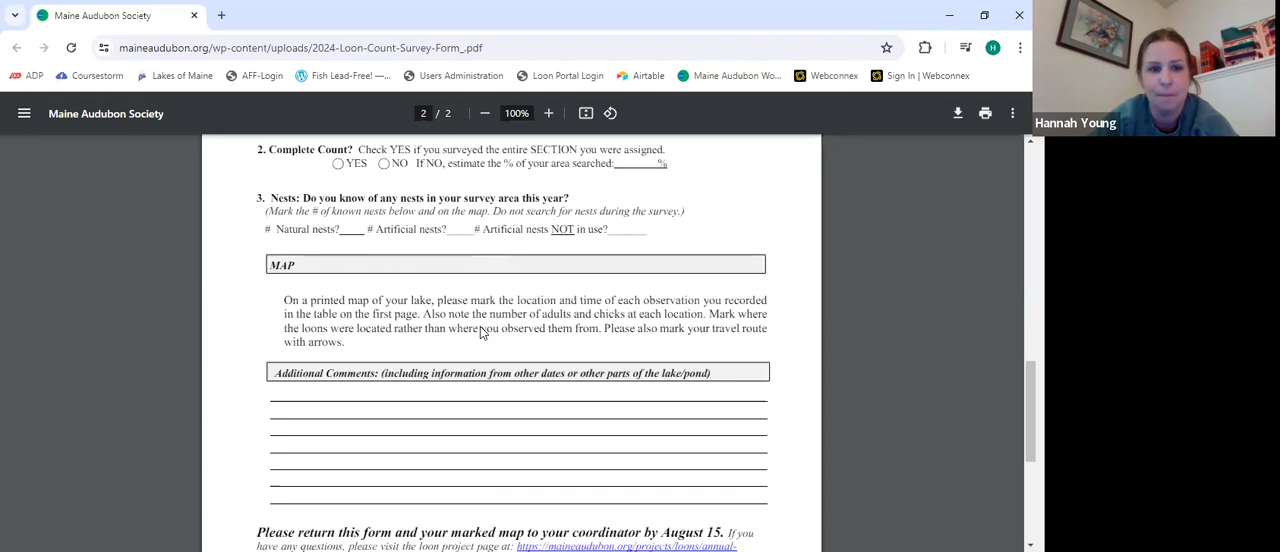 Maine Audubon Society
maineaudubon.org/wp-content/uploads/2024-Loon-Count-Survey-Form_.pdf
H
ADP
Coursestorm
Lakes of Maine
AFF-Login
Fish Lead-Free! —...
Users Administration
Loon Portal Login
Airtable
Maine Audubon Wo...
Webconnex
Sign In | Webconnex
Maine Audubon Society
2 / 2
100%
Hannah Young
2. Complete Count? Check YES if you surveyed the entire SECTION you were assigned.
YES NO If NO, estimate the % of your area searched:______%
3. Nests: Do you know of any nests in your survey area this year?
(Mark the # of known nests below and on the map. Do not search for nests during the survey.)
# Natural nests?____ # Artificial nests?____# Artificial nests NOT in use?______
MAP
On a printed map of your lake, please mark the location and time of each observation you recorded
in the table on the first page. Also note the number of adults and chicks at each location. Mark where
the loons were located rather than where you observed them from. Please also mark your travel route
with arrows.
Additional Comments: (including information from other dates or other parts of the lake/pond)
Please return this form and your marked map to your coordinator by August 15. If you
have any questions, please visit the loon project page at: https://maineaudubon.org/projects/loons/annual-